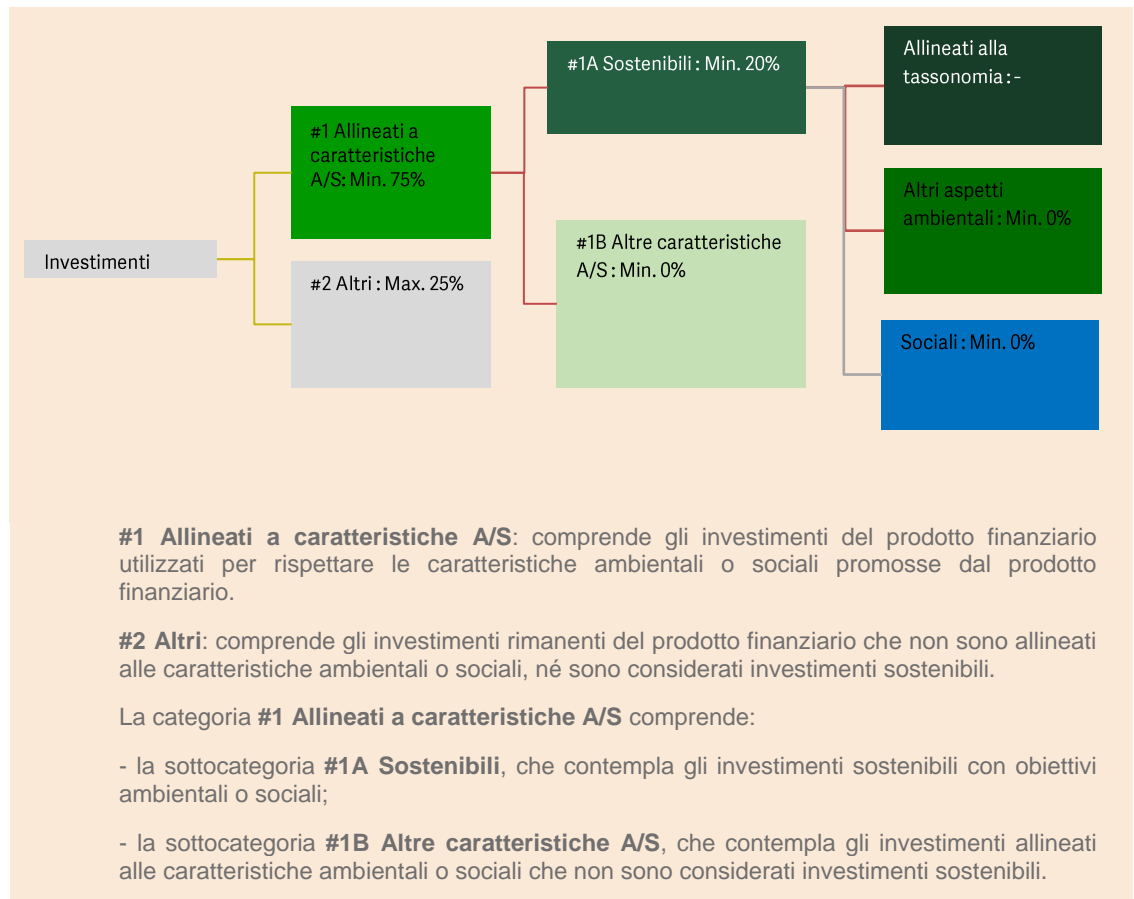 #1A Sostenibili : Min. 20%
Allineati alla
tassonomia : -
#1 Allineati a
caratteristiche
A/S: Min. 75%
Altri aspetti
ambientali : Min. 0%
#1B Altre caratteristiche
A/S : Min. 0%
Investimenti
#2 Altri : Max. 25%
Sociali : Min. 0%
#1 Allineati a caratteristiche A/S: comprende gli investimenti del prodotto finanziario
utilizzati per rispettare le caratteristiche ambientali o sociali promosse dal prodotto
finanziario.
#2 Altri: comprende gli investimenti rimanenti del prodotto finanziario che non sono allineati
alle caratteristiche ambientali o sociali, né sono considerati investimenti sostenibili.
La categoria #1 Allineati a caratteristiche A/S comprende:
- la sottocategoria #1A Sostenibili, che contempla gli investimenti sostenibili con obiettivi
ambientali o sociali;
- la sottocategoria #1B Altre caratteristiche A/S, che contempla gli investimenti allineati
alle caratteristiche ambientali o sociali che non sono considerati investimenti sostenibili.